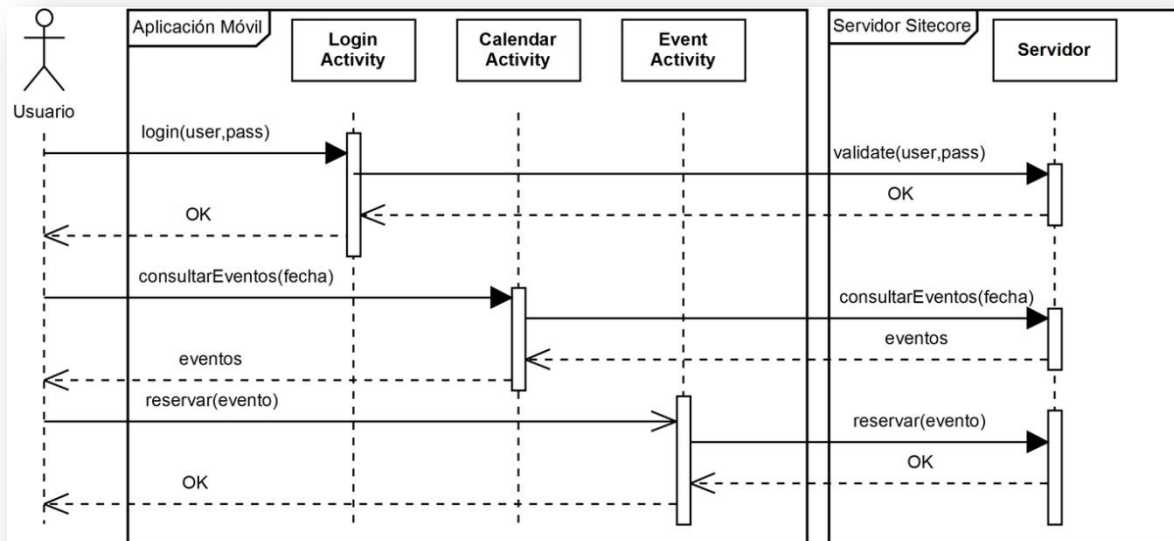 Aplicación Móvil
Servidor Sitecore
Login
Activity
Calendar
Activity
Event
Activity
Servidor
Usuario
login(user,pass)
validate(user,pass)
OK
OK
consultarEventos(fecha)
consultarEventos(fecha)
eventos
eventos
reservar(evento)
reservar(evento)
OK
OK